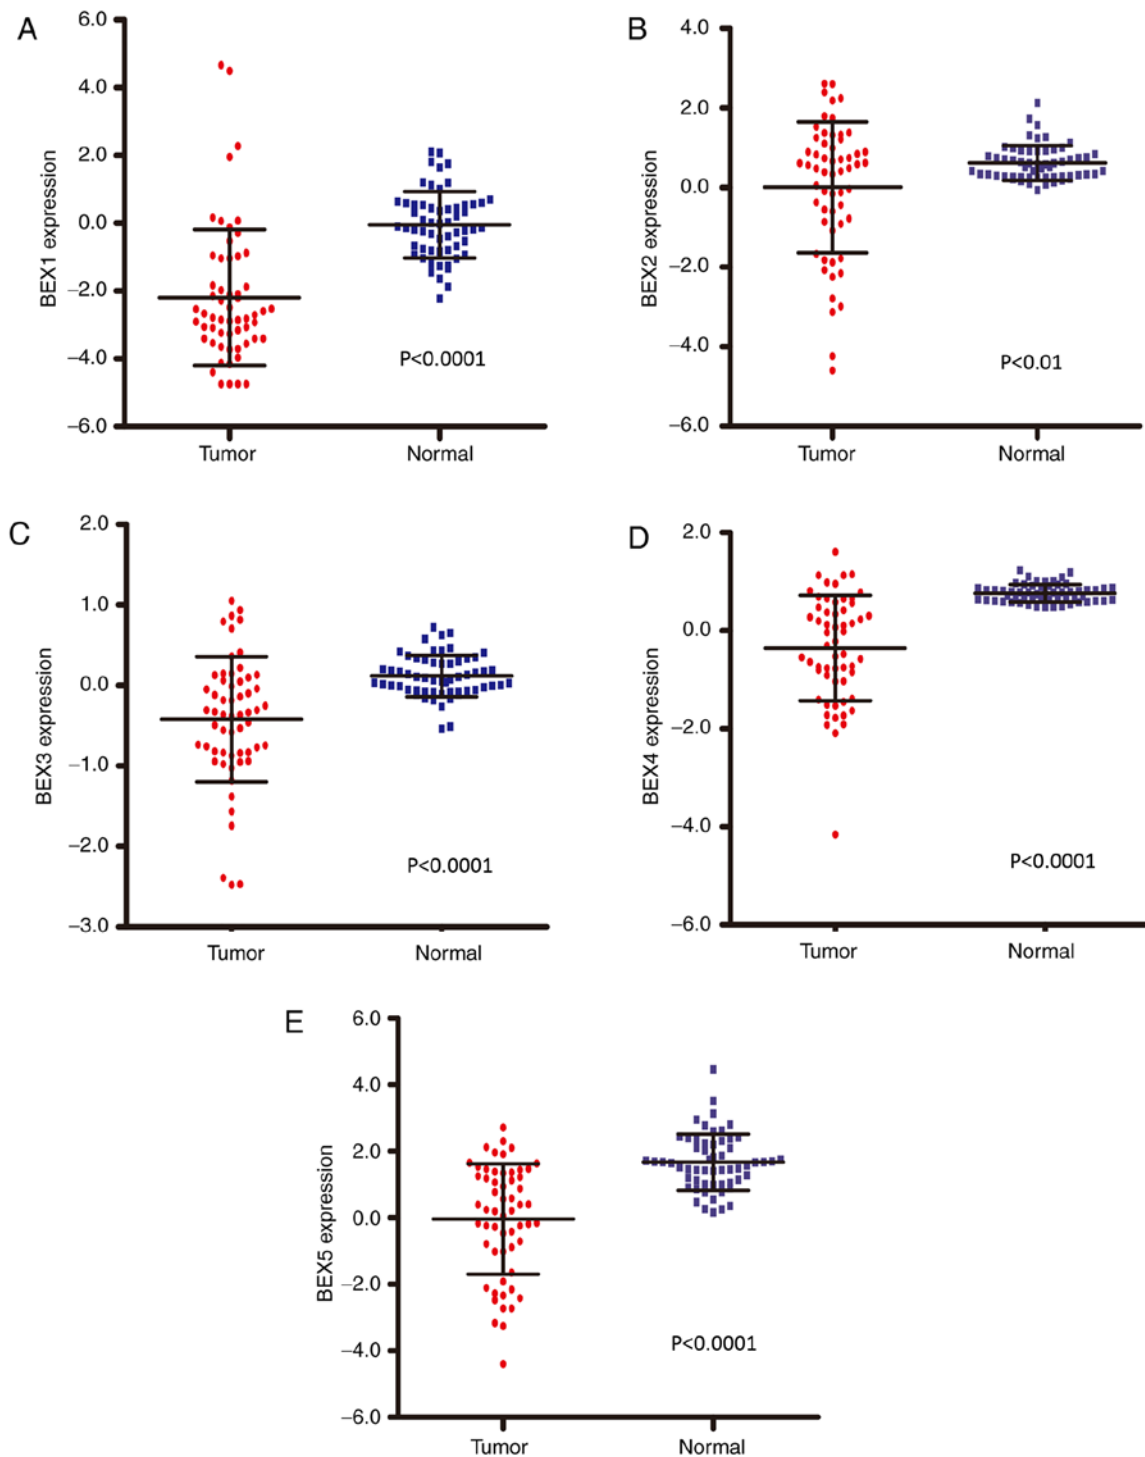 A
BEX1 expression
6.0
4.0
2.0
0.0
−2.0
−4.0
−6.0
P<0.0001
Tumor Normal
B
BEX2 expression
4.0
2.0
0.0
−2.0
−4.0
−6.0
P<0.01
Tumor Normal
C
BEX3 expression
2.0
1.0
0.0
−1.0
−2.0
−3.0
P<0.0001
Tumor Normal
D
BEX4 expression
2.0
0.0
−2.0
−4.0
−6.0
P<0.0001
Tumor Normal
E
BEX5 expression
6.0
4.0
2.0
0.0
−2.0
−4.0
−6.0
P<0.0001
Tumor Normal